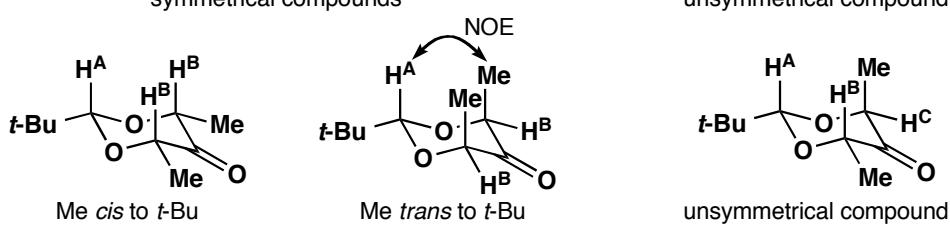 symmetrical compounds unsymmetrical compound
NOE
H^A H^B H^B t-Bu O O Me Me O
H^A Me Me t-Bu O O H^B H^B O
H^A Me H^B t-Bu O O H^C Me O
Me cis to t-Bu Me trans to t-Bu unsymmetrical compound